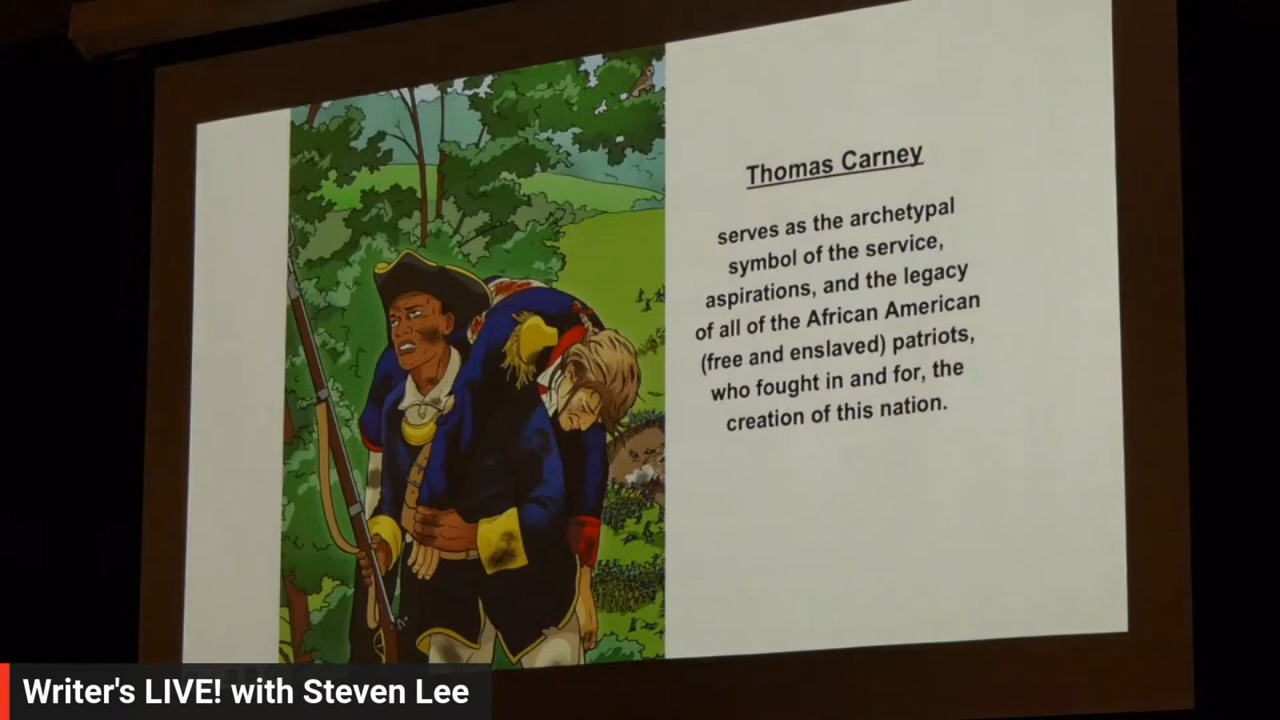 Thomas Carney
serves as the archetypal
symbol of the service,
aspirations, and the legacy
of all of the African American
(free and enslaved) patriots,
who fought in and for, the
creation of this nation.
Writer's LIVE! with Steven Lee